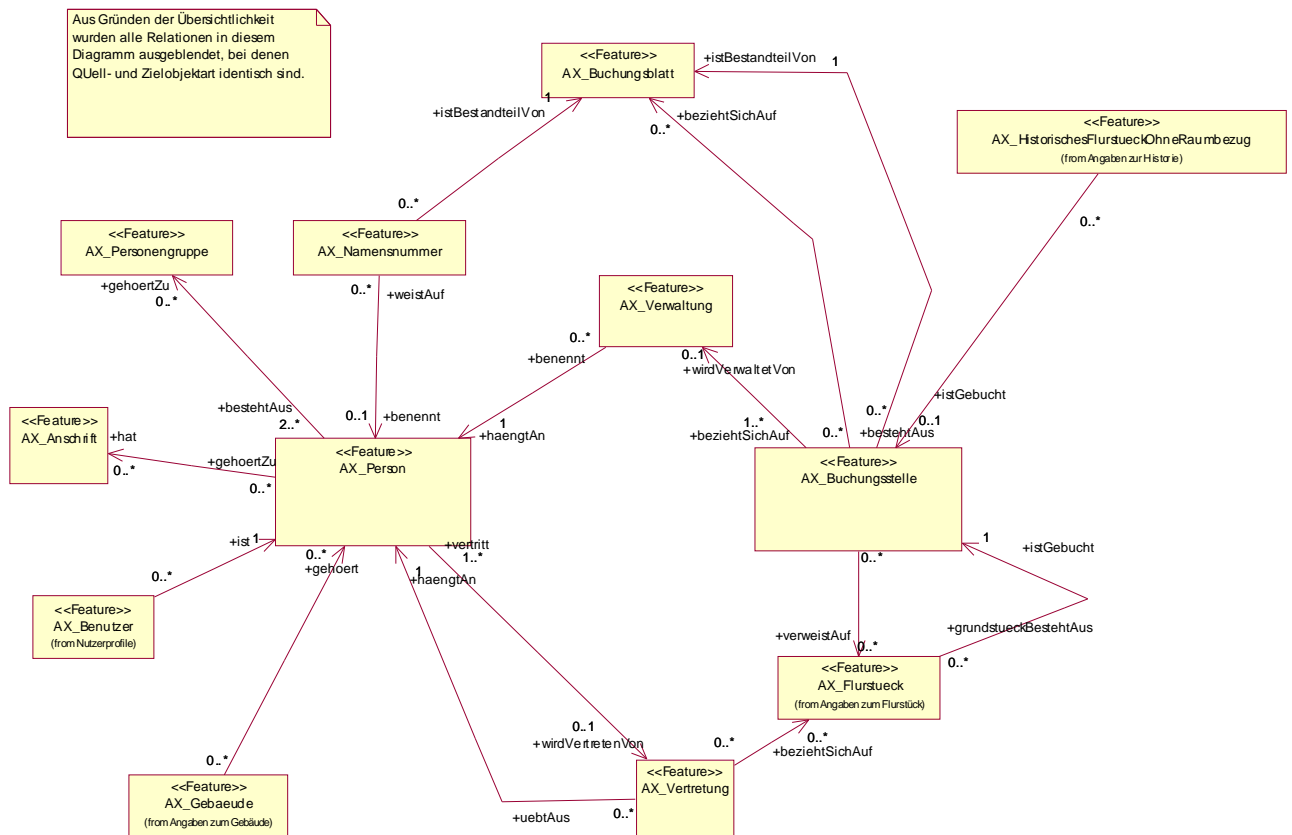 Aus Gründen der Übersichtlichkeit
wurden alle Relationen in diesem
Diagramm ausgeblendet, bei denen
QUell- und Zielobjektart identisch sind.
<<Feature>>
AX_Buchungsblatt
+istBestandteilVon
1
+istBestandteilVon
1
+beziehtSichAuf
0..*
<<Feature>>
AX_HistorischesFlurstueckOhneRaumbezug
(from Angaben zur Historie)
0..*
0..*
<<Feature>>
AX_Personengruppe
<<Feature>>
AX_Namensnummer
+gehoertZu
0..*
0..*
+weistAuf
<<Feature>>
AX_Verwaltung
0..*
+benennt
0..1
+wirdVerwaltetVon
+istGebucht
0..1
+bestehtAus
2..*
0..1
+benennt
1
+haengtAn
1..*
+beziehtSichAuf
0..*
0..*
+bestehtAus
<<Feature>>
AX_Anschrift
+hat
0..*
+gehoertZu
0..*
<<Feature>>
AX_Person
<<Feature>>
AX_Buchungsstelle
+ist
1
0..*
+gehoert
1
+haengtAn
+vertritt
1..*
0..*
1
+istGebucht
0..*
<<Feature>>
AX_Benutzer
(from Nutzerprofile)
+verweistAuf
0..*
+grundstueckBestehtAus
0..*
<<Feature>>
AX_Flurstueck
(from Angaben zum Flurstück)
0..1
+wirdVertretenVon
0..*
0..*
+beziehtSichAuf
0..*
<<Feature>>
AX_Gebaeude
(from Angaben zum Gebäude)
+uebtAus
0..*
<<Feature>>
AX_Vertretung